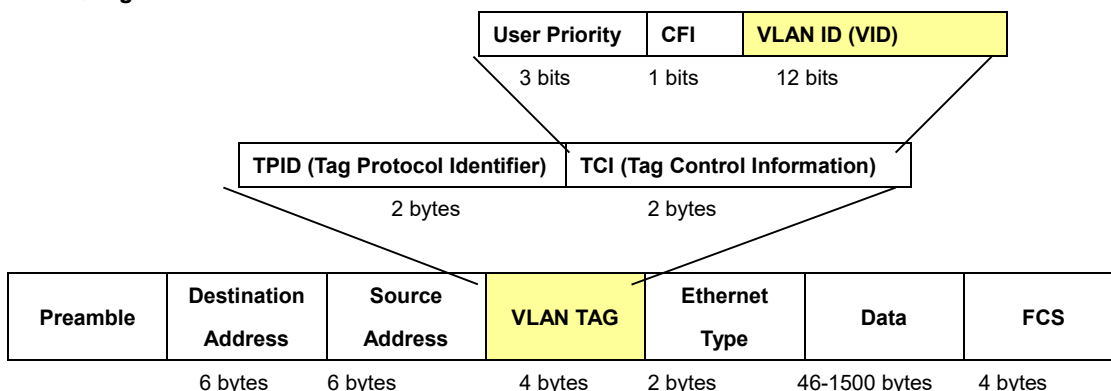 User Priority CFI VLAN ID (VID)
3 bits 1 bits 12 bits
TPID (Tag Protocol Identifier) TCI (Tag Control Information)
2 bytes 2 bytes
Preamble Destination Address Source Address VLAN TAG Ethernet Type Data FCS
6 bytes 6 bytes 4 bytes 2 bytes 46-1500 bytes 4 bytes